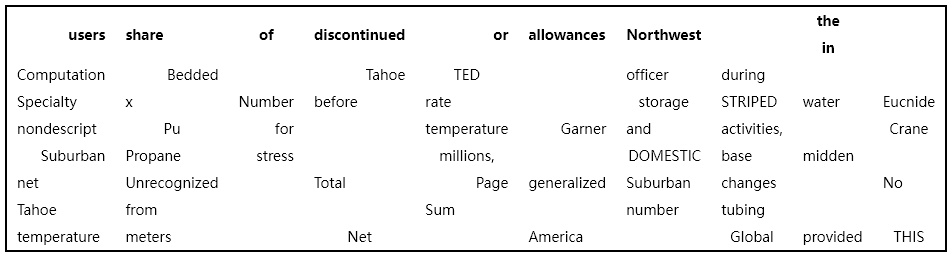 users share of discontinued or allowances Northwest the in
Computation Bedded Tahoe TED officer during
Specialty x Number before rate storage STRIPED water Eucnide
nondescript Pu for temperature Garner and activities, Crane
Suburban Propane stress millions, DOMESTIC base midden
net Unrecognized Total Page generalized Suburban changes No
Tahoe from Sum number tubing
temperature meters Net America Global provided THIS